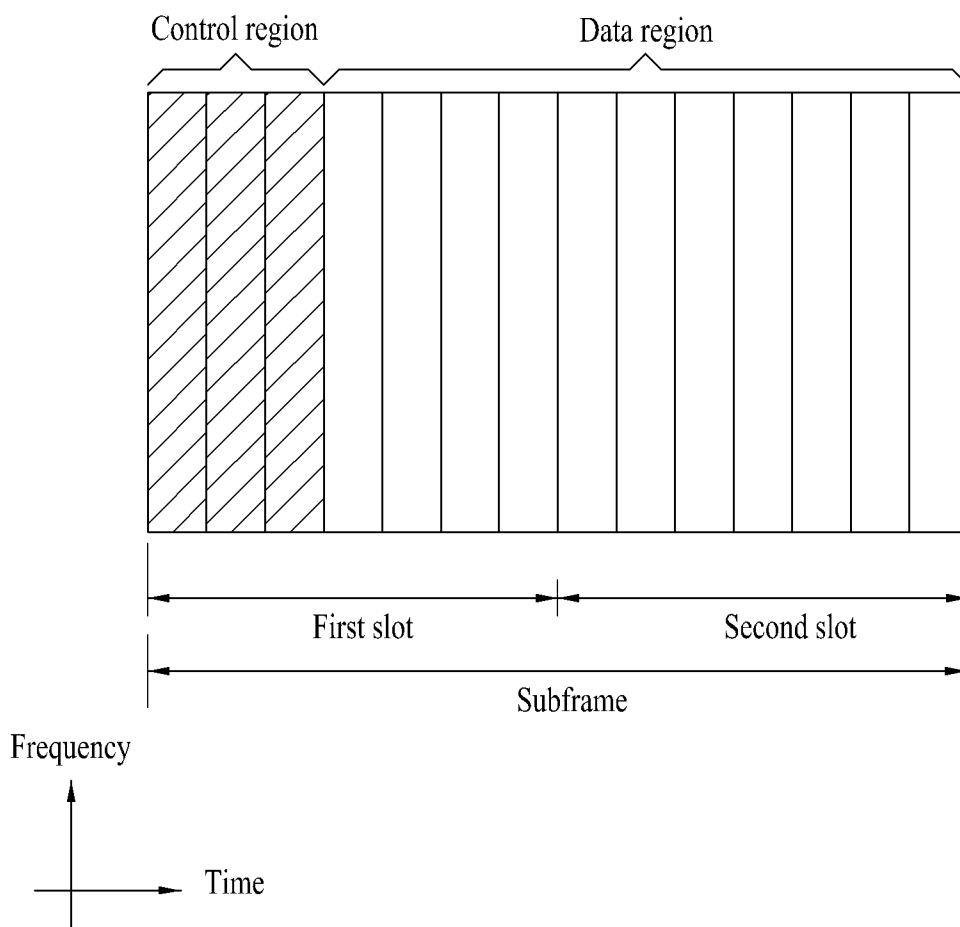 Control region
Data region
First slot
Second slot
Subframe
Frequency
Time